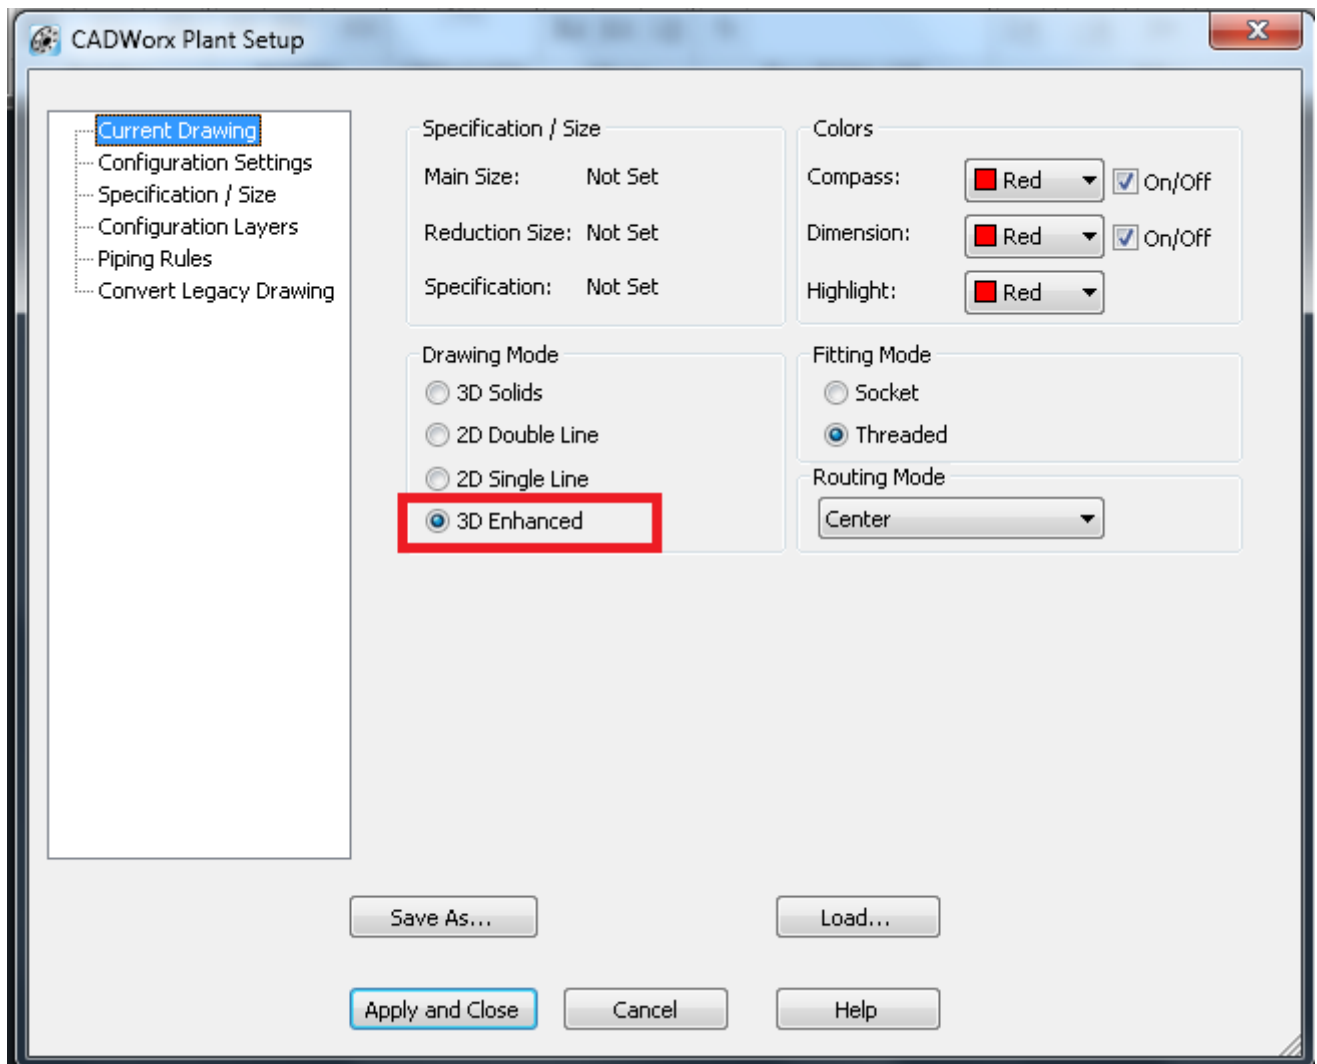 CADWorx Plant Setup
Current Drawing
Configuration Settings
Specification / Size
Configuration Layers
Piping Rules
Convert Legacy Drawing
Specification / Size
Main Size: Not Set
Reduction Size: Not Set
Specification: Not Set
Colors
Compass: Red On/Off
Dimension: Red On/Off
Highlight: Red
Drawing Mode
3D Solids
2D Double Line
2D Single Line
3D Enhanced
Fitting Mode
Socket
Threaded
Routing Mode
Center
Save As... Load...
Apply and Close Cancel Help